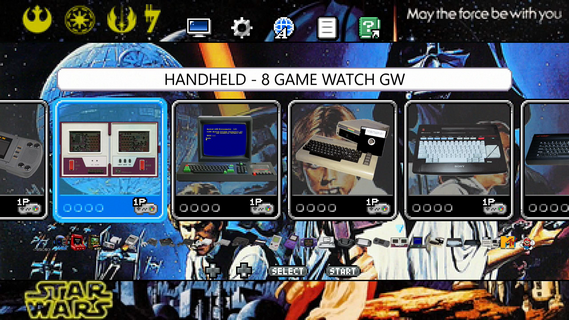 May the force be with you
HANDHELD - 8 GAME WATCH GW
1P
1P
1P
1P
1P
1P
SELECT
START
STAR
WARS